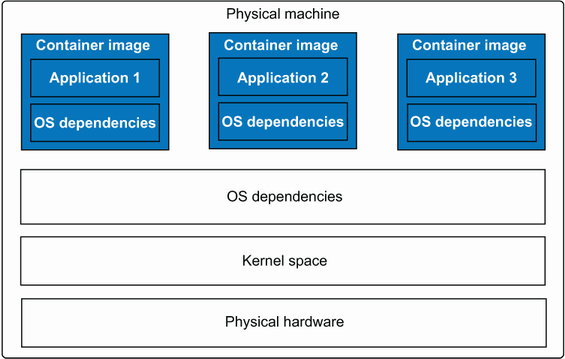 Physical machine
Container image
Container image
Container image
Application 1
Application 2
Application 3
OS dependencies
OS dependencies
OS dependencies
OS dependencies
Kernel space
Physical hardware